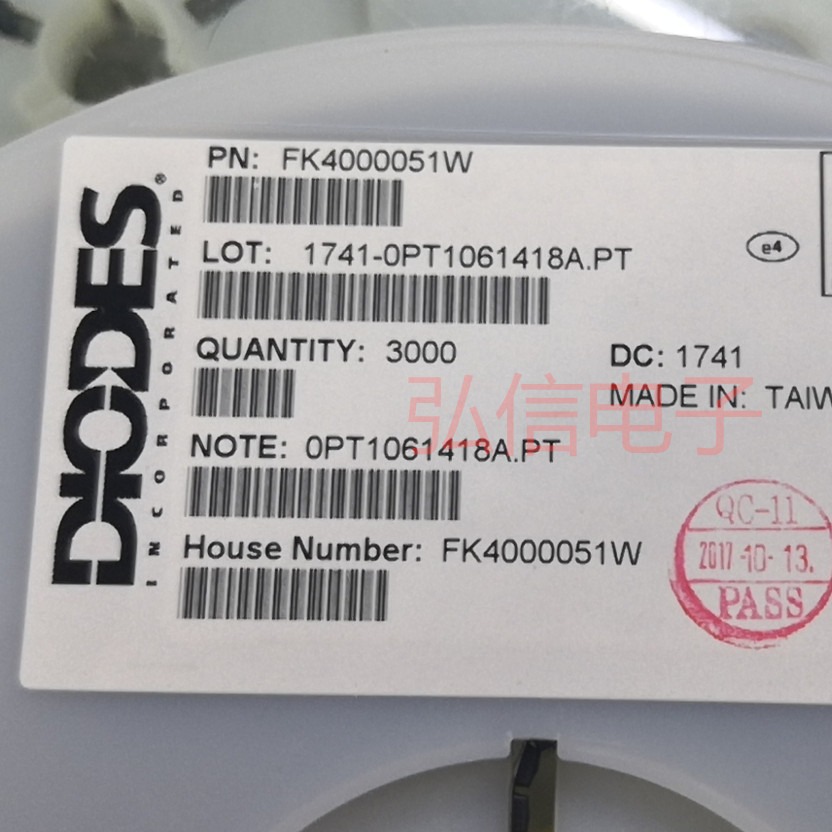 PN: FK4000051W
LOT: 1741-0PT1061418A.PT
e4
QUANTITY: 3000
DC: 1741
MADE IN: TAIW
NOTE: 0PT1061418A.PT
House Number: FK4000051W
DIODES®
INCORPORATED
弘信电子
QC-11
2017-10-13.
PASS